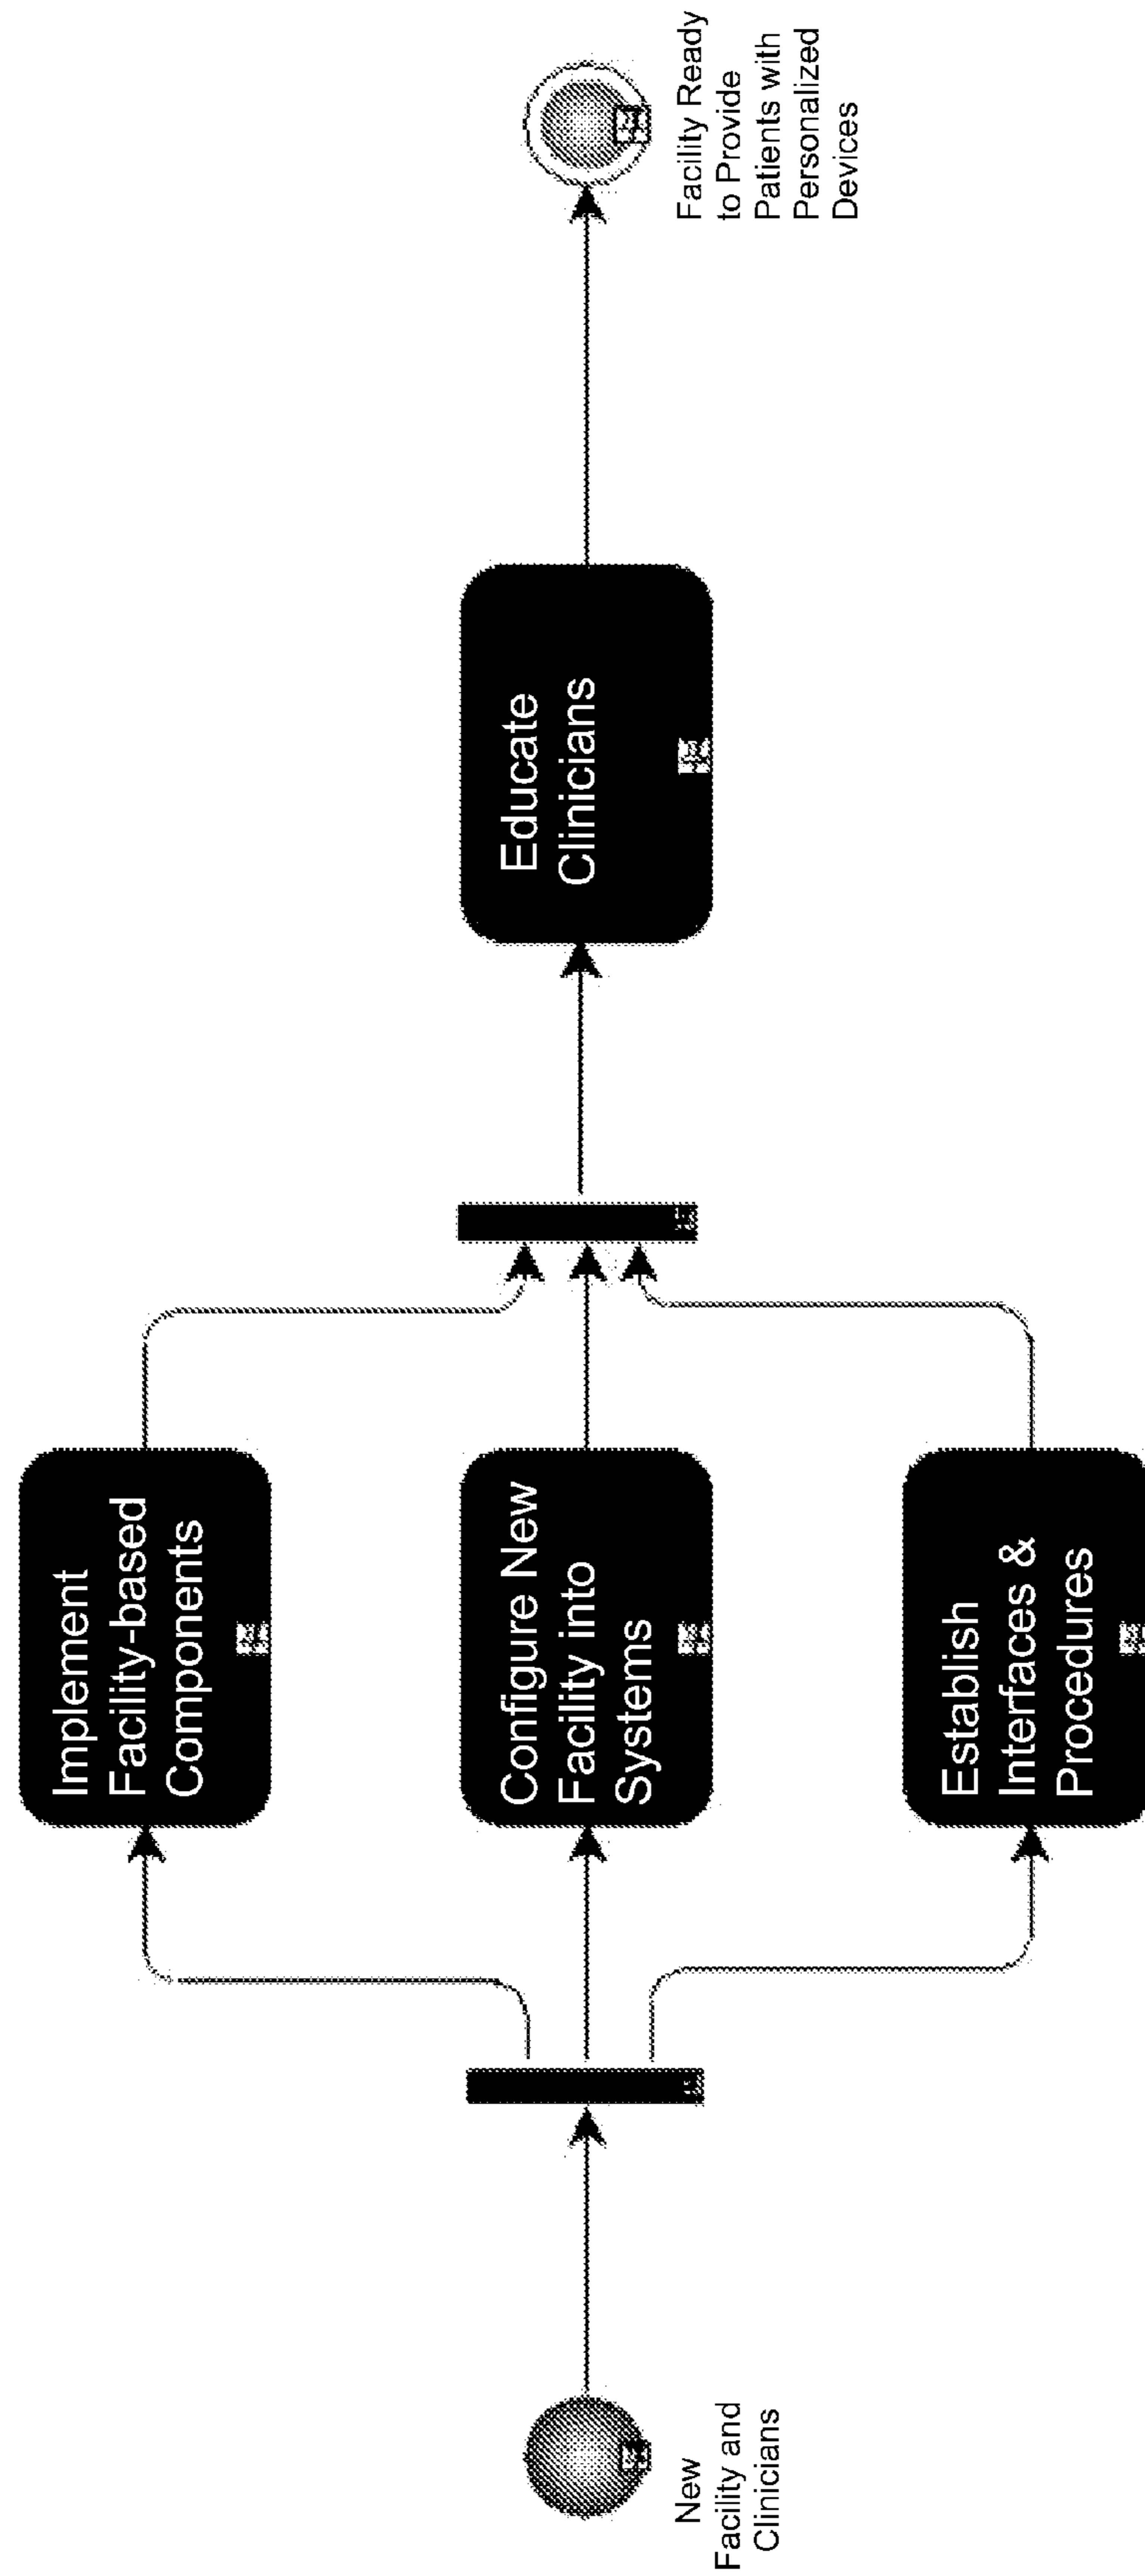 New
Facility and
Clinicians
Implement
Facility-based
Components
Configure New
Facility into
Systems
Establish
Interfaces &
Procedures
Educate
Clinicians
Facility Ready
to Provide
Patients with
Personalized
Devices